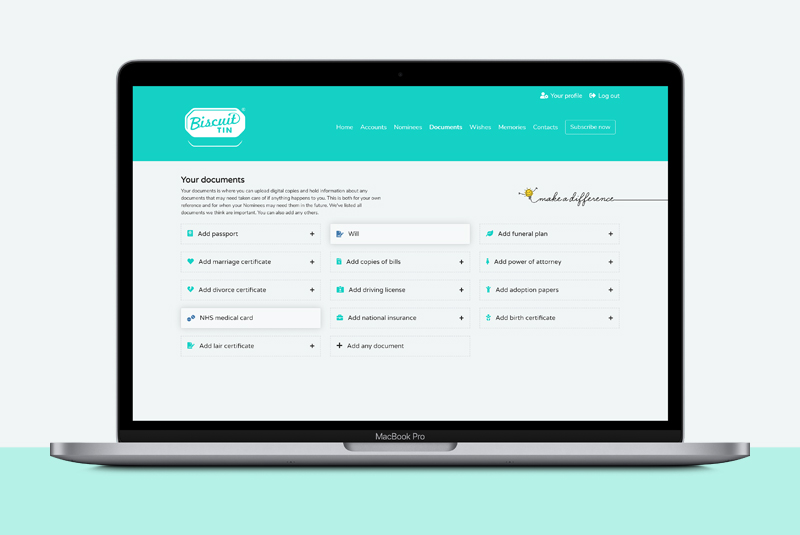 Your profile
Log out
Biscuit
TIN
Home
Accounts
Nominees
Documents
Wishes
Memories
Contacts
Subscribe now
Your documents
Your documents is where you can upload digital copies and hold information about any
documents that may need taken care of if anything happens to you. This is both for your own
reference and for when your Nominees may need them in the future. We've listed all
documents we think are important. You can also add any others.
make a difference
Add passport +
Will
Add funeral plan +
Add marriage certificate +
Add copies of bills +
Add power of attorney +
Add divorce certificate +
Add driving license +
Add adoption papers +
NHS medical card
Add national insurance +
Add birth certificate +
Add lair certificate +
+ Add any document
MacBook Pro